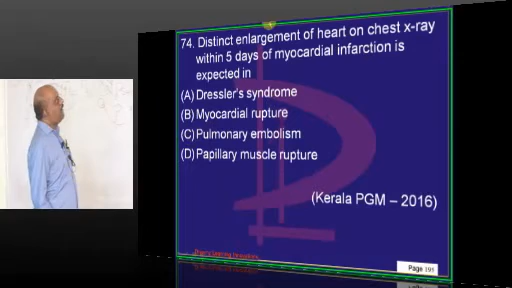 74. Distinct enlargement of heart on chest x-ray
within 5 days of myocardial infarction is
expected in
(A) Dressler's syndrome
(B) Myocardial rupture
(C) Pulmonary embolism
(D) Papillary muscle rupture
(Kerala PGM – 2016)
Page 191